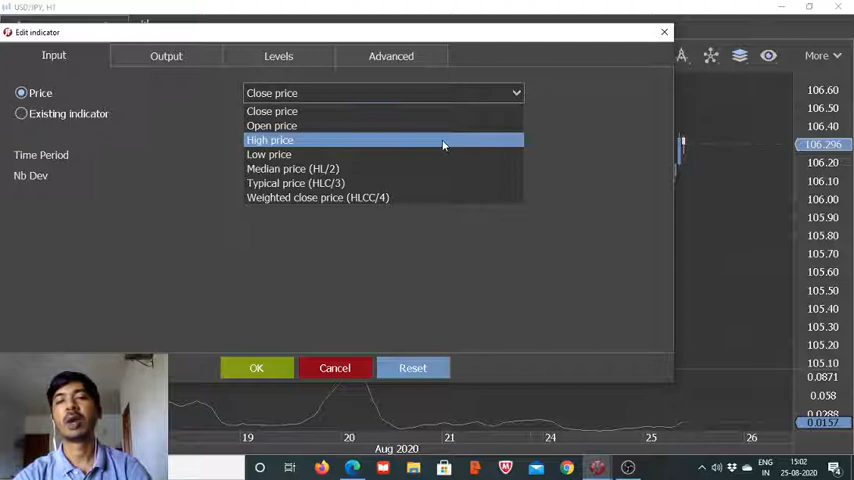 USD/JPY, H1
Edit indicator
Input
Output
Levels
Advanced
More
Price
Close price
Existing indicator
Close price
Open price
High price
Low price
Median price (HL/2)
Typical price (HLC/3)
Weighted close price (HLCC/4)
Time Period
Nb Dev
OK
Cancel
Reset
106.60
106.50
106.40
106.296
106.20
106.10
106.00
105.90
105.80
105.70
105.60
105.50
105.40
105.30
105.20
105.10
0.0871
0.058
0.0288
0.0157
19
20
21
24
25
26
Aug 2020
ENG
IN
15:02
25-08-2020
4